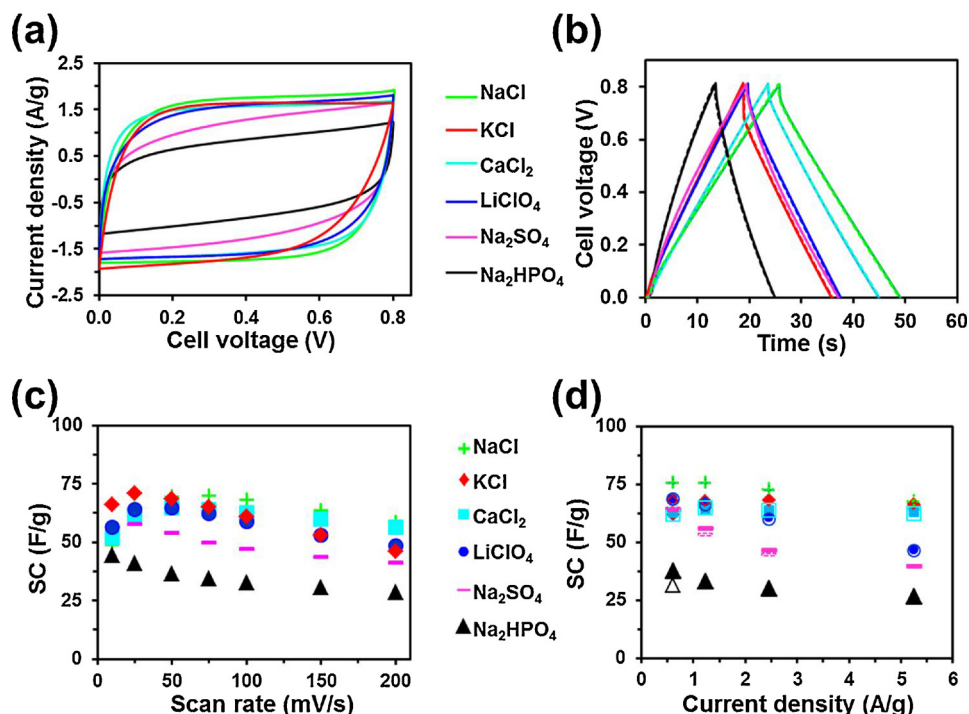 (a)
Current density (A/g)
2.5
1.5
0.5
-0.5
-1.5
-2.5
0.0 0.2 0.4 0.6 0.8
Cell voltage (V)
NaCl
KCl
CaCl₂
LiClO₄
Na₂SO₄
Na₂HPO₄
(b)
Cell voltage (V)
1.0
0.8
0.6
0.4
0.2
0.0
0 10 20 30 40 50 60
Time (s)
(c)
SC (F/g)
100
75
50
25
0
0 50 100 150 200
Scan rate (mV/s)
NaCl
KCl
CaCl₂
LiClO₄
Na₂SO₄
Na₂HPO₄
(d)
SC (F/g)
100
75
50
25
0
0 1 2 3 4 5 6
Current density (A/g)